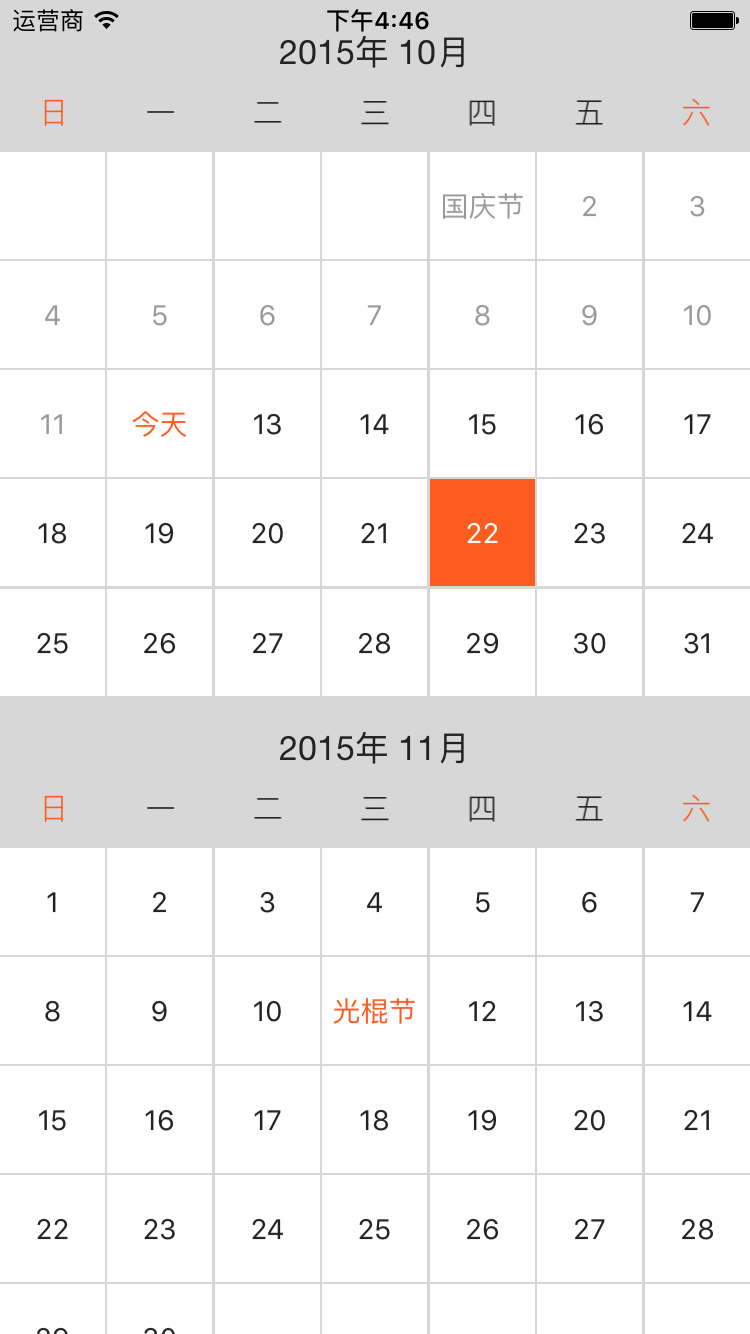 运营商 下午4:46
2015年 10月
日 一 二 三 四 五 六
国庆节 2 3
4 5 6 7 8 9 10
11 今天 13 14 15 16 17
18 19 20 21 22 23 24
25 26 27 28 29 30 31
2015年 11月
日 一 二 三 四 五 六
1 2 3 4 5 6 7
8 9 10 光棍节 12 13 14
15 16 17 18 19 20 21
22 23 24 25 26 27 28
29 30